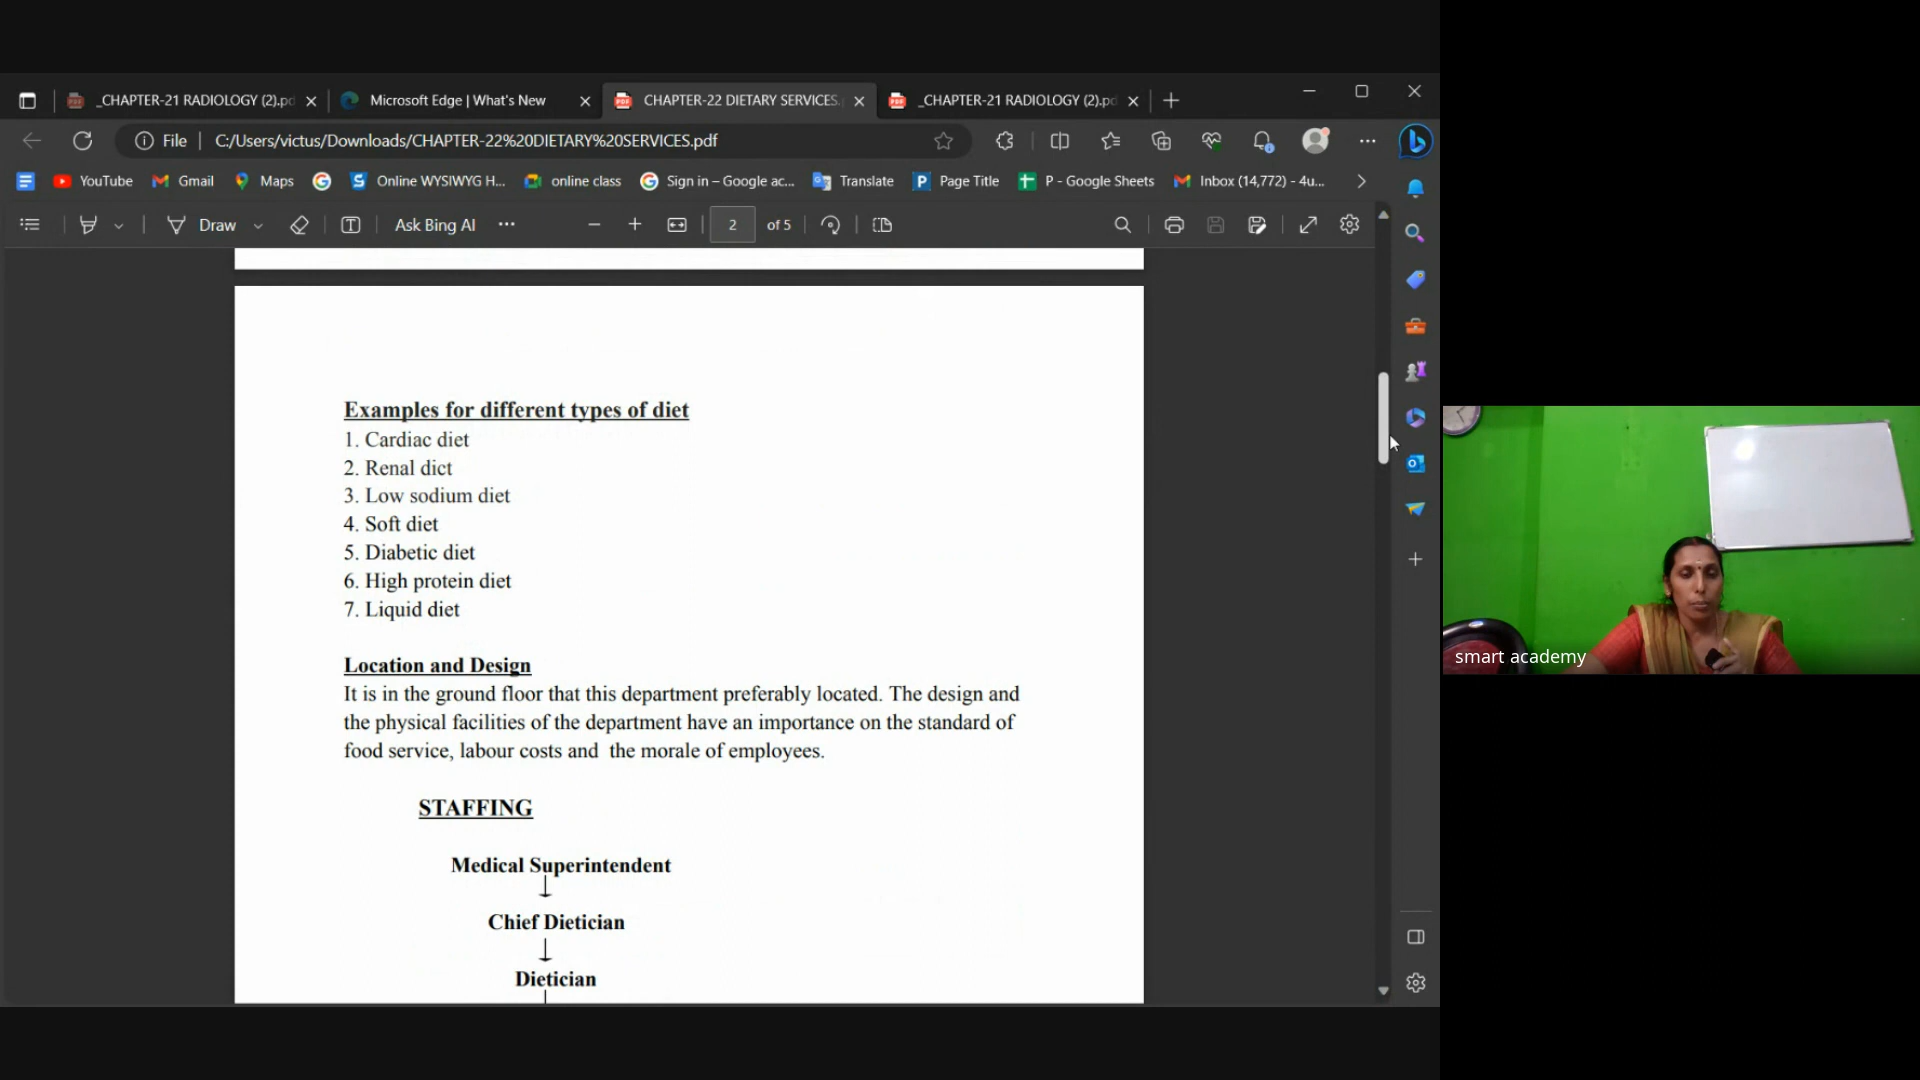 _CHAPTER-21 RADIOLOGY (2).pd
Microsoft Edge | What's New
CHAPTER-22 DIETARY SERVICES.
_CHAPTER-21 RADIOLOGY (2).pd
File
C:/Users/victus/Downloads/CHAPTER-22%20DIETARY%20SERVICES.pdf
YouTube
Gmail
Maps
Online WYSIWYG H...
online class
Sign in – Google ac...
Translate
Page Title
P - Google Sheets
Inbox (14,772) - 4u...
Draw
Ask Bing AI
2 of 5
Examples for different types of diet
1. Cardiac diet
2. Renal dict
3. Low sodium diet
4. Soft diet
5. Diabetic diet
6. High protein diet
7. Liquid diet
Location and Design
It is in the ground floor that this department preferably located. The design and
the physical facilities of the department have an importance on the standard of
food service, labour costs and the morale of employees.
STAFFING
Medical Superintendent
Chief Dietician
Dietician
smart academy